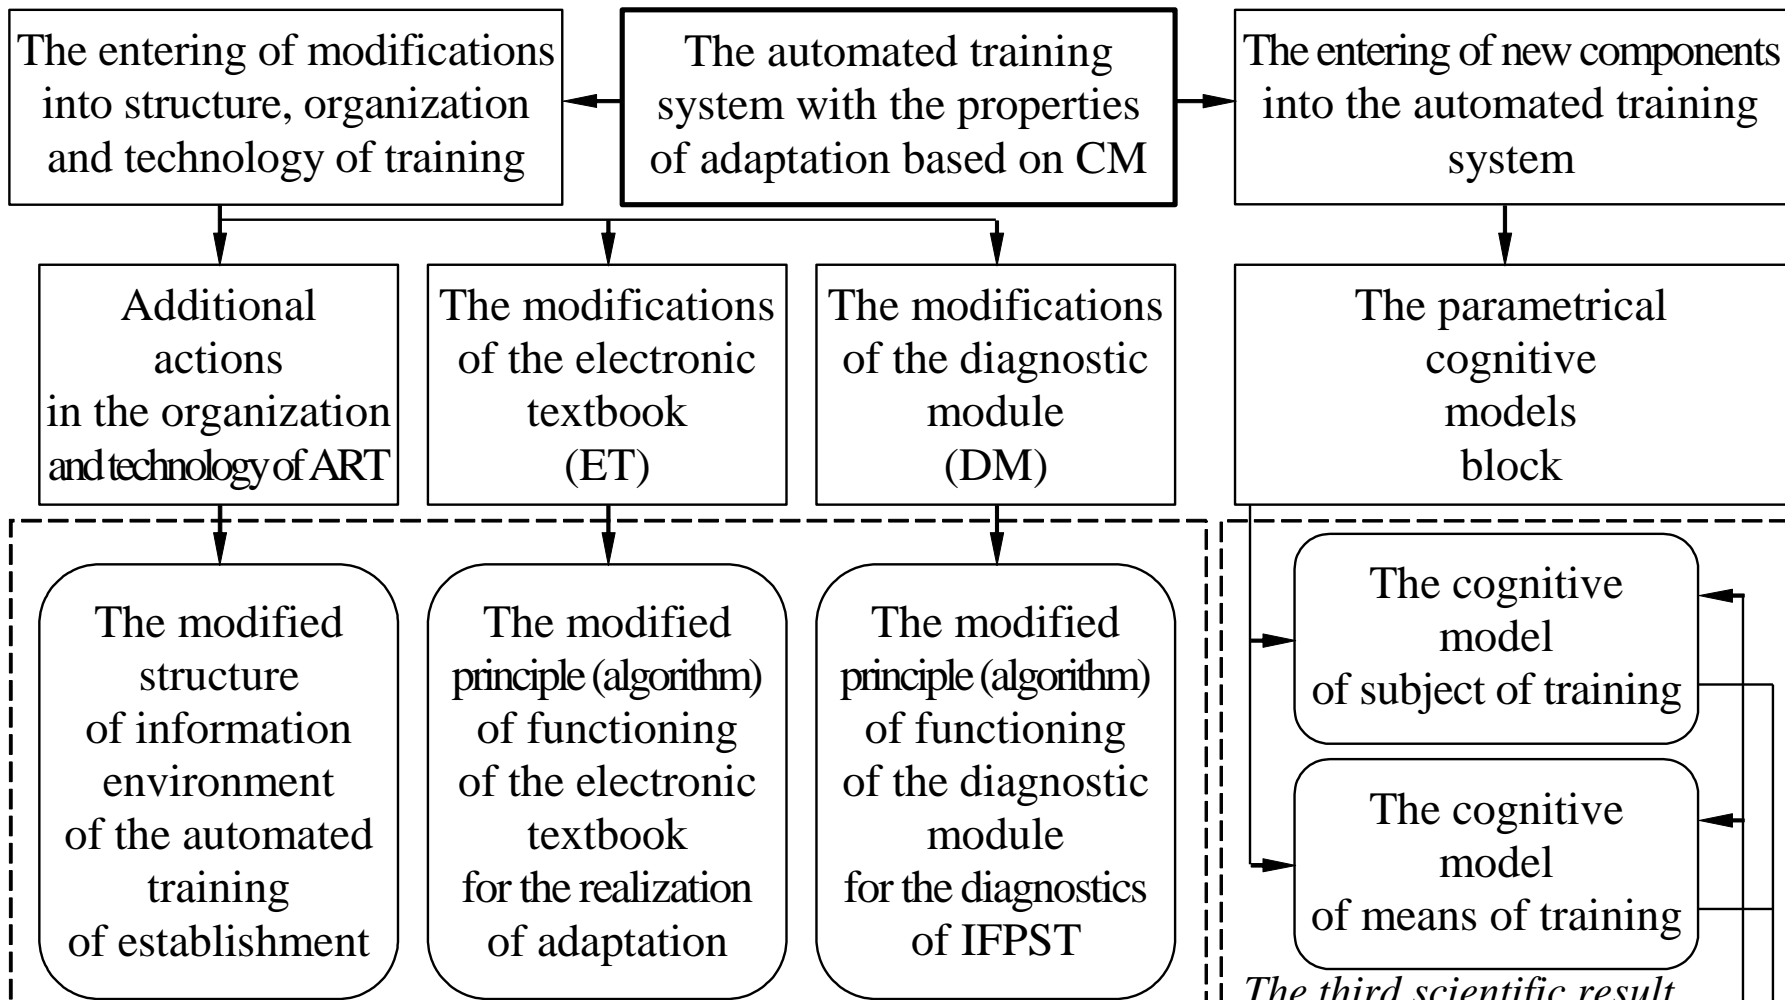 The entering of modifications
into structure, organization
and technology of training
The automated training
system with the properties
of adaptation based on CM
The entering of new components
into the automated training
system
Additional
actions
in the organization
and technology of ART
The modifications
of the electronic
textbook
(ET)
The modifications
of the diagnostic
module
(DM)
The parametrical
cognitive
models
block
The modified
structure
of information
environment
of the automated
training
of establishment
The modified
principle (algorithm)
of functioning
of the electronic
textbook
for the realization
of adaptation
The modified
principle (algorithm)
of functioning
of the diagnostic
module
for the diagnostics
of IFPST
The cognitive
model
of subject of training
The cognitive
model
of means of training
The third scientific result